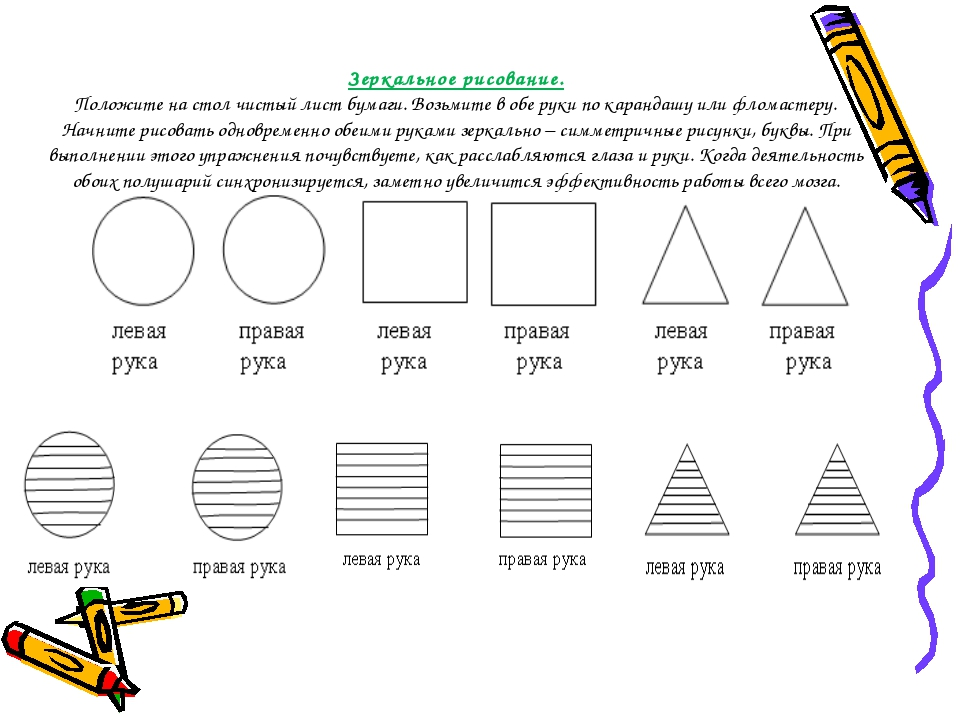 Зеркальное рисование.
Положите на стол чистый лист бумаги. Возьмите в обе руки по карандашу или фломастеру.
Начните рисовать одновременно обеими руками зеркально – симметричные рисунки, буквы. При
выполнении этого упражнения почувствуете, как расслабляются глаза и руки. Когда деятельность
обоих полушарий синхронизируется, заметно увеличится эффективность работы всего мозга.
левая правая левая правая левая правая
рука рука рука рука рука рука
левая рука правая рука левая рука правая рука левая рука правая рука